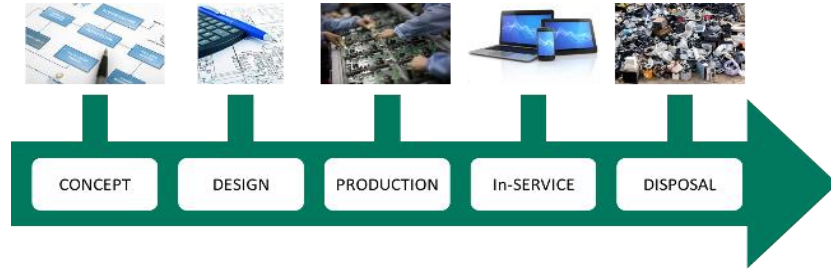 CONCEPT
DESIGN
PRODUCTION
In-SERVICE
DISPOSAL